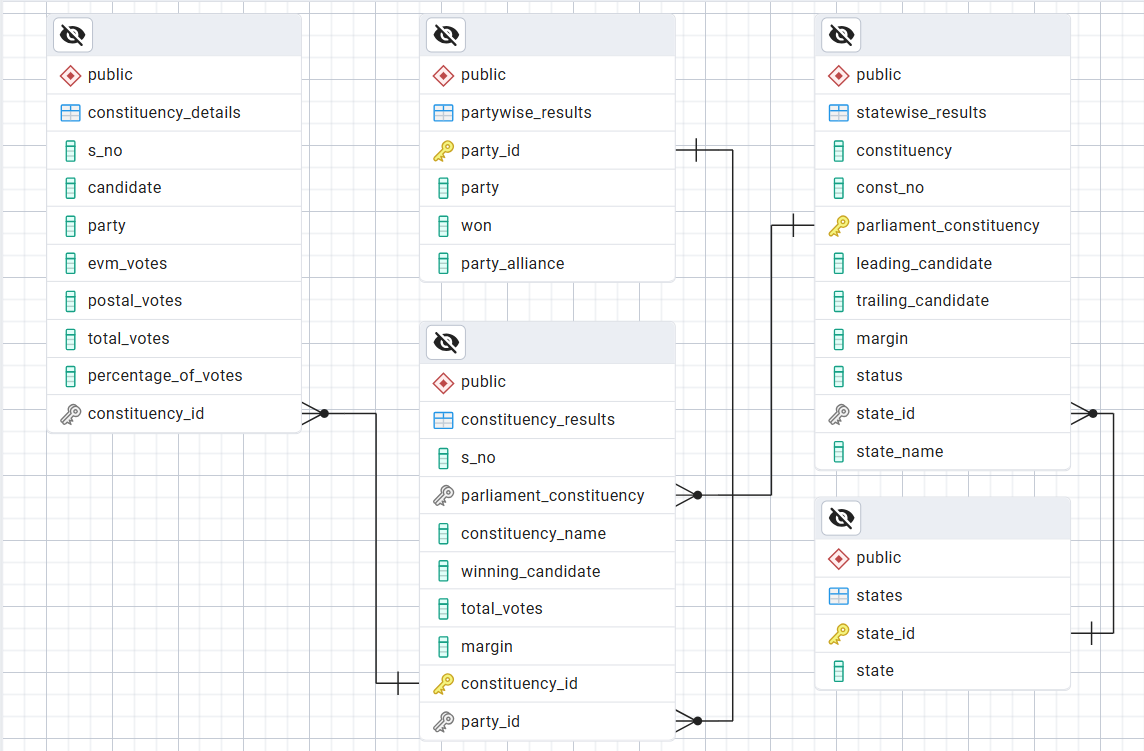 public
constituency_details
s_no
candidate
party
evm_votes
postal_votes
total_votes
percentage_of_votes
constituency_id
public
partywise_results
party_id
party
won
party_alliance
public
constituency_results
s_no
parliament_constituency
constituency_name
winning_candidate
total_votes
margin
constituency_id
party_id
public
statewise_results
constituency
const_no
parliament_constituency
leading_candidate
trailing_candidate
margin
status
state_id
state_name
public
states
state_id
state